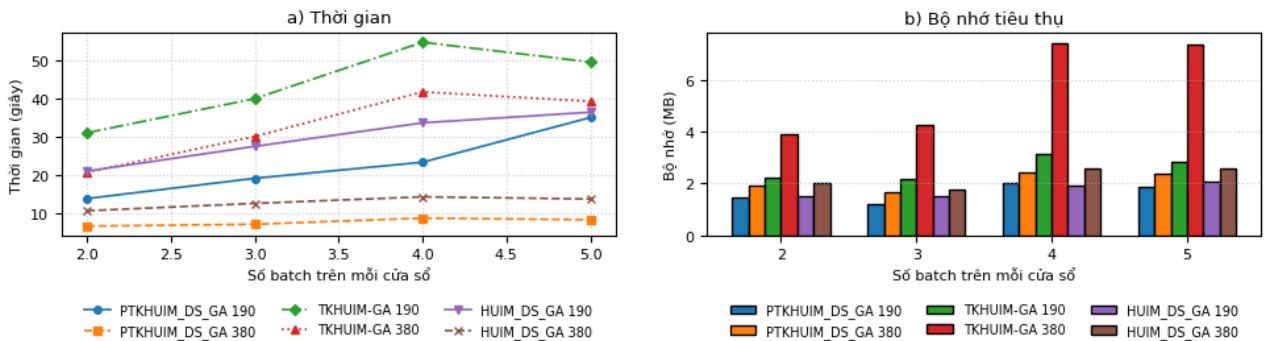 a) Thời gian
Thời gian (giây)
50
40
30
20
10
2.0 2.5 3.0 3.5 4.0 4.5 5.0
Số batch trên mỗi cửa sổ
PTKHUIM_DS_GA 190 TKHUIM-GA 190 HUIM_DS_GA 190
PTKHUIM_DS_GA 380 TKHUIM-GA 380 HUIM_DS_GA 380
b) Bộ nhớ tiêu thụ
Bộ nhớ (MB)
6
4
2
0
2 3 4 5
Số batch trên mỗi cửa sổ
PTKHUIM_DS_GA 190 TKHUIM-GA 190 HUIM_DS_GA 190
PTKHUIM_DS_GA 380 TKHUIM-GA 380 HUIM_DS_GA 380